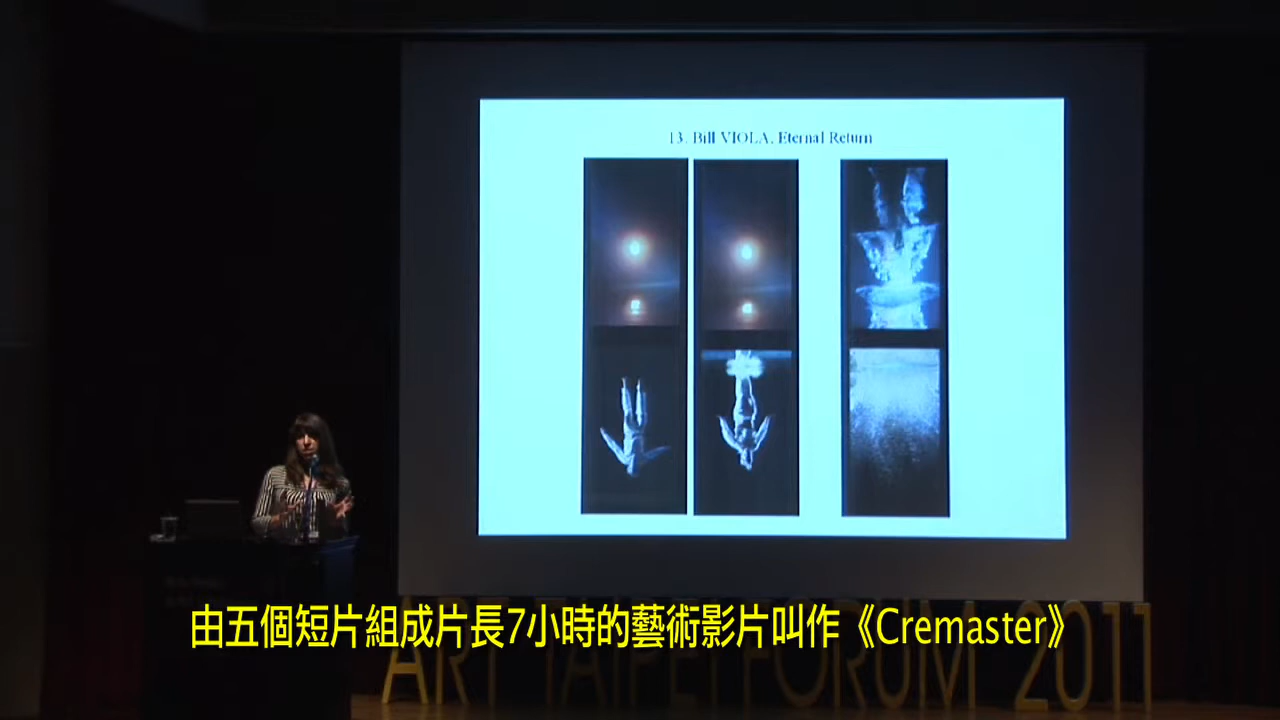 13. Bill VIOLA, Eternal Return
由五個短片組成片長7小時的藝術影片叫作《Cremaster》
ART TAIPEI FORUM 2011